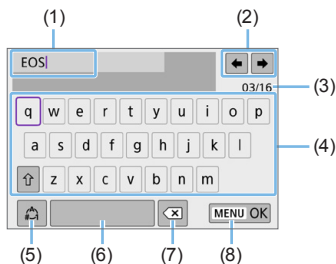 (1) (2)
EOS
03/16 (3)
q w e r t y u i o p
a s d f g h j k l (4)
z x c v b n m
MENU OK
(5) (6) (7) (8)